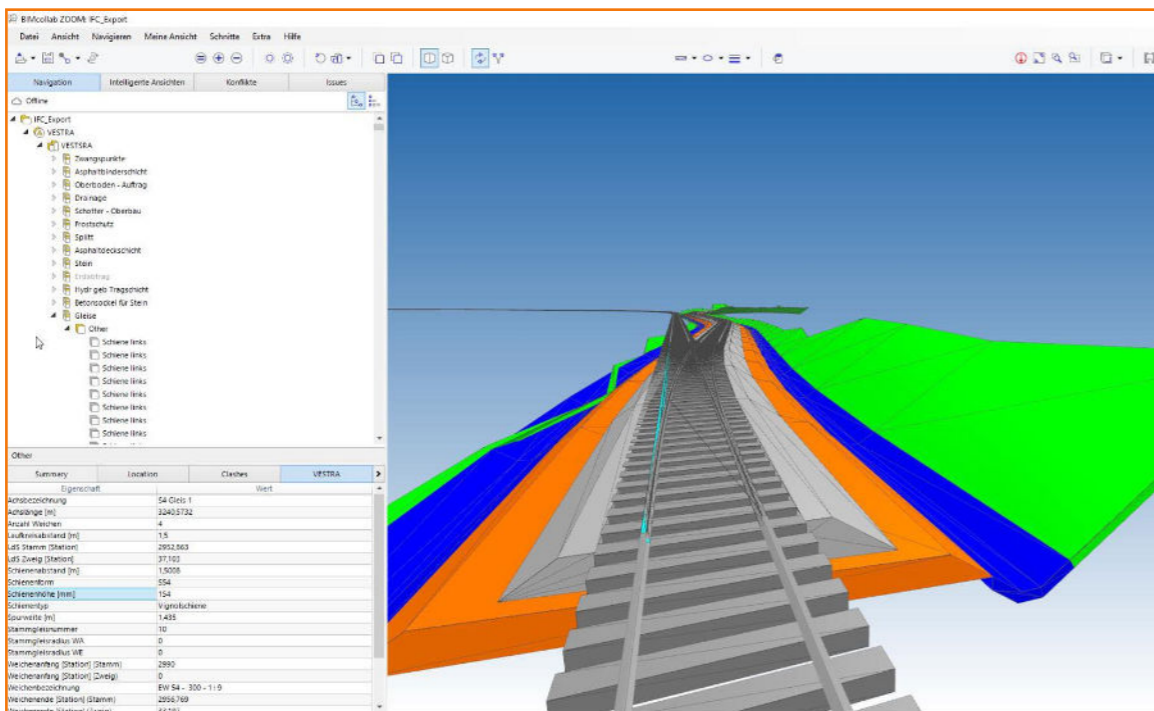 BIMcollab ZOOM: IFC_Export
Datei Ansicht Navigieren Meine Ansicht Schnitte Extra Hilfe
Navigation Intelligente Ansichten Konflikte Issues
Offline
IFC_Export
VESTRA
VESTSRA
Zwangspunkte
Asphaltbinderschicht
Oberboden - Auftrag
Drainage
Schotter - Oberbau
Frostschutz
Splitt
Asphaltdeckschicht
Stein
Erdabtrag
Hydr geb Tragschicht
Betonsockel für Stein
Gleise
Other
Schiene links
Schiene links
Schiene links
Schiene links
Schiene links
Schiene links
Schiene links
Schiene links
Other
Summary Location Clashes VESTRA
Eigenschaft Wert
Achsbezeichnung 54 Gleis 1
Achslänge [m] 3240,5732
Anzahl Weichen 4
Laufkreisabstand [m] 1,5
LdS Stamm [Station] 2952,863
LdS Zweig [Station] 37,103
Schienenabstand [m] 1,5008
Schienenform S54
Schienenhöhe [mm] 154
Schienentyp Vignolschiene
Spurweite [m] 1,435
Stammgleisnummer 10
Stammgleisradius WA 0
Stammgleisradius WE 0
Weichenanfang [Station] (Stamm) 2990
Weichenanfang [Station] (Zweig) 0
Weichenbezeichnung EW 54 - 300 - 1:9
Weichenende [Station] (Stamm) 2956,769